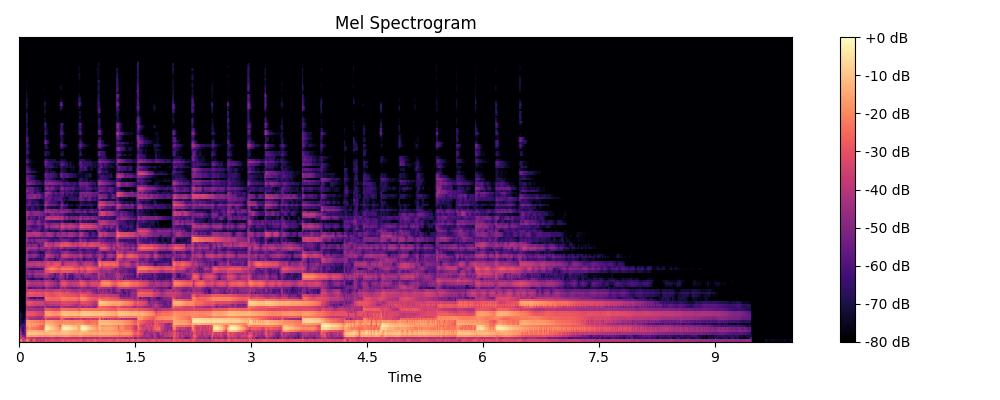 Mel Spectrogram
+0 dB
-10 dB
-20 dB
-30 dB
-40 dB
-50 dB
-60 dB
-70 dB
-80 dB
0 1.5 3 4.5 6 7.5 9
Time